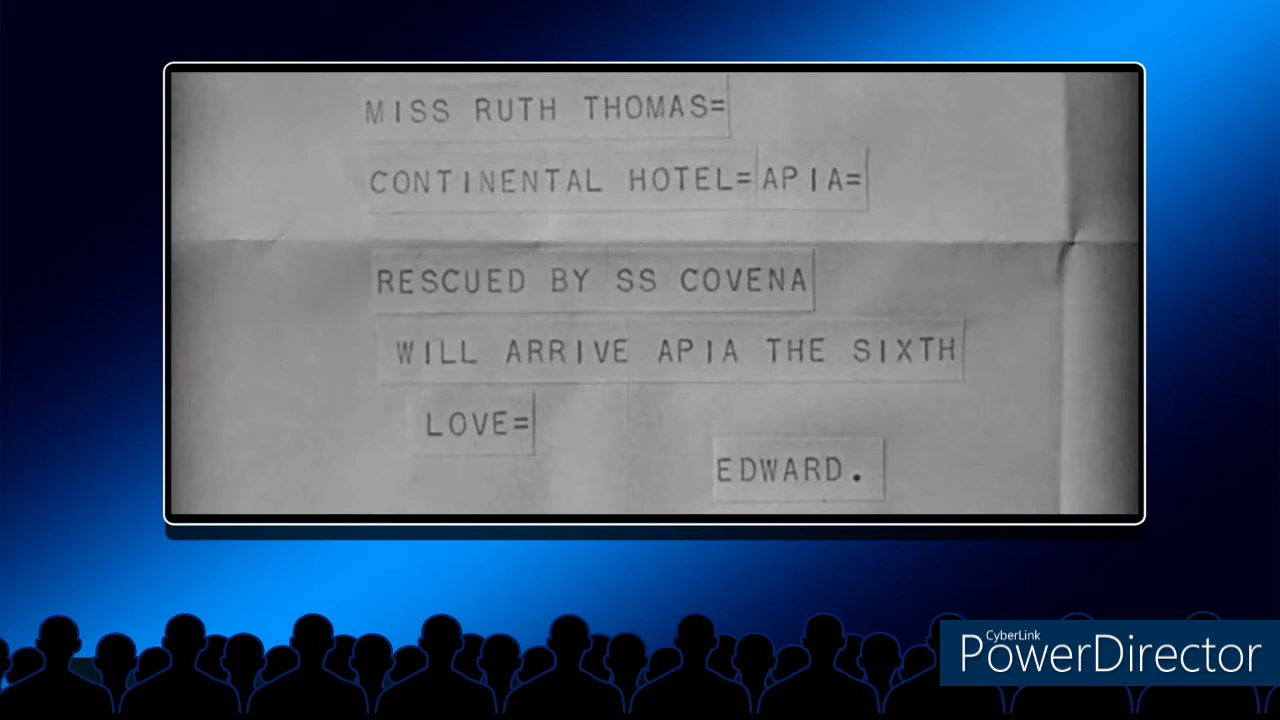 MISS RUTH THOMAS=
CONTINENTAL HOTEL=APIA=
RESCUED BY SS COVENA
WILL ARRIVE APIA THE SIXTH
LOVE=
EDWARD.
CyberLink
PowerDirector